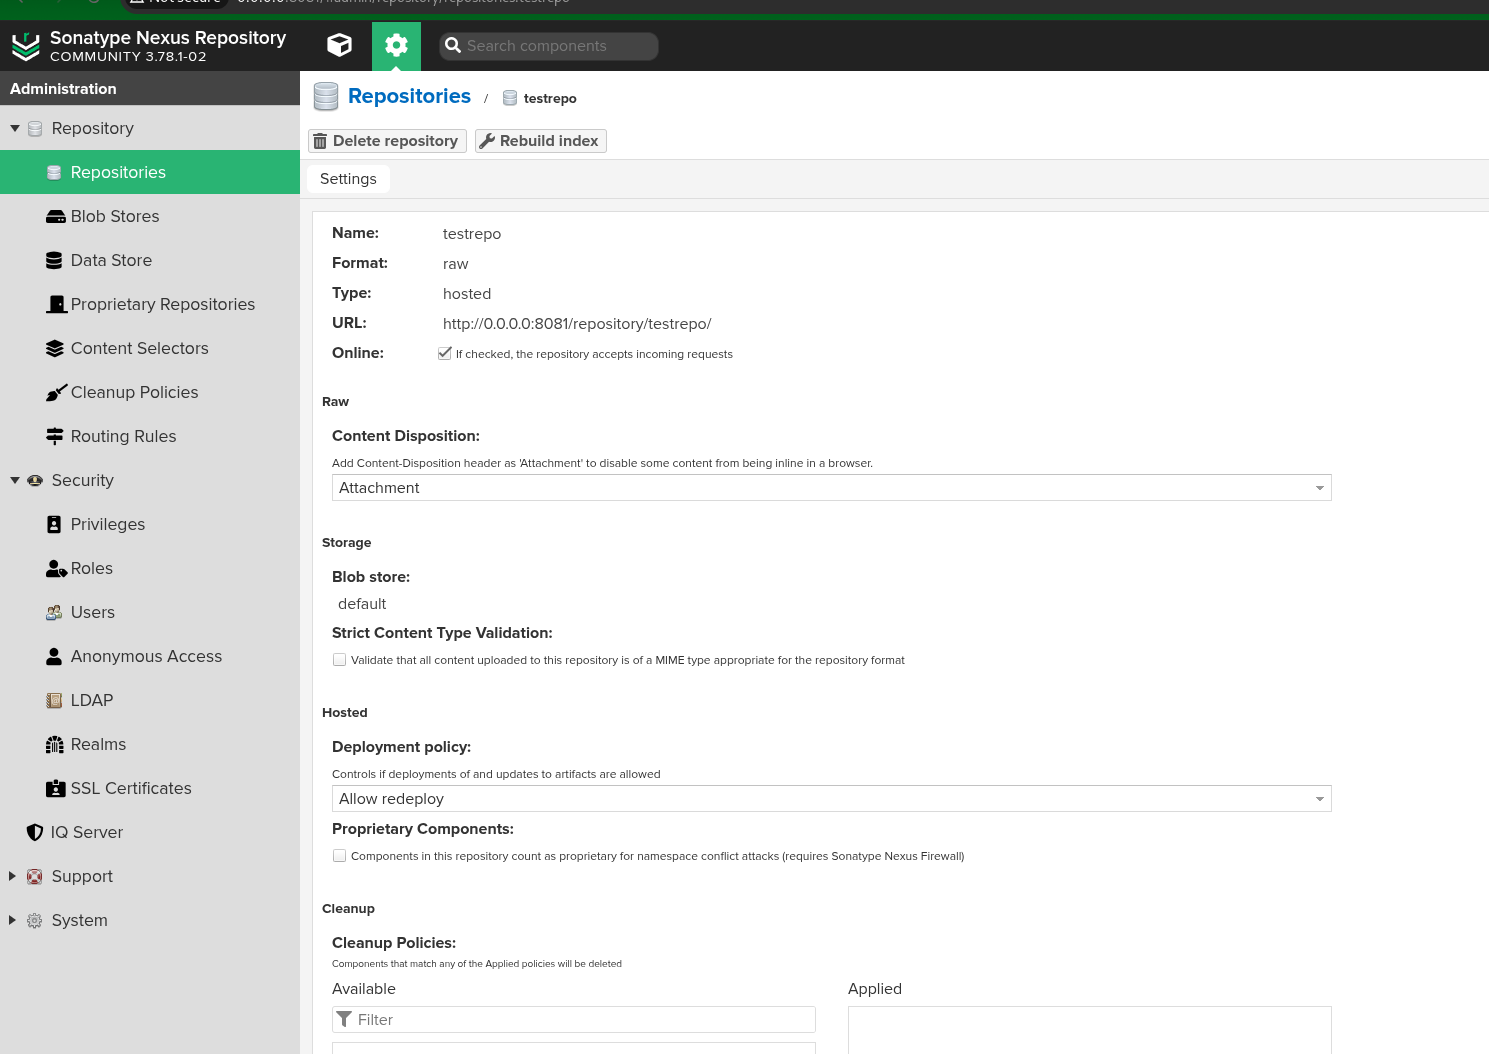 Sonatype Nexus Repository
COMMUNITY 3.78.1-02
Search components
Administration
Repository
Repositories
Blob Stores
Data Store
Proprietary Repositories
Content Selectors
Cleanup Policies
Routing Rules
Security
Privileges
Roles
Users
Anonymous Access
LDAP
Realms
SSL Certificates
IQ Server
Support
System
Repositories / testrepo
Delete repository Rebuild index
Settings
Name: testrepo
Format: raw
Type: hosted
URL: http://0.0.0.0:8081/repository/testrepo/
Online: If checked, the repository accepts incoming requests
Raw
Content Disposition:
Add Content-Disposition header as 'Attachment' to disable some content from being inline in a browser.
Attachment
Storage
Blob store:
default
Strict Content Type Validation:
Validate that all content uploaded to this repository is of a MIME type appropriate for the repository format
Hosted
Deployment policy:
Controls if deployments of and updates to artifacts are allowed
Allow redeploy
Proprietary Components:
Components in this repository count as proprietary for namespace conflict attacks (requires Sonatype Nexus Firewall)
Cleanup
Cleanup Policies:
Components that match any of the Applied policies will be deleted
Available Applied
Filter